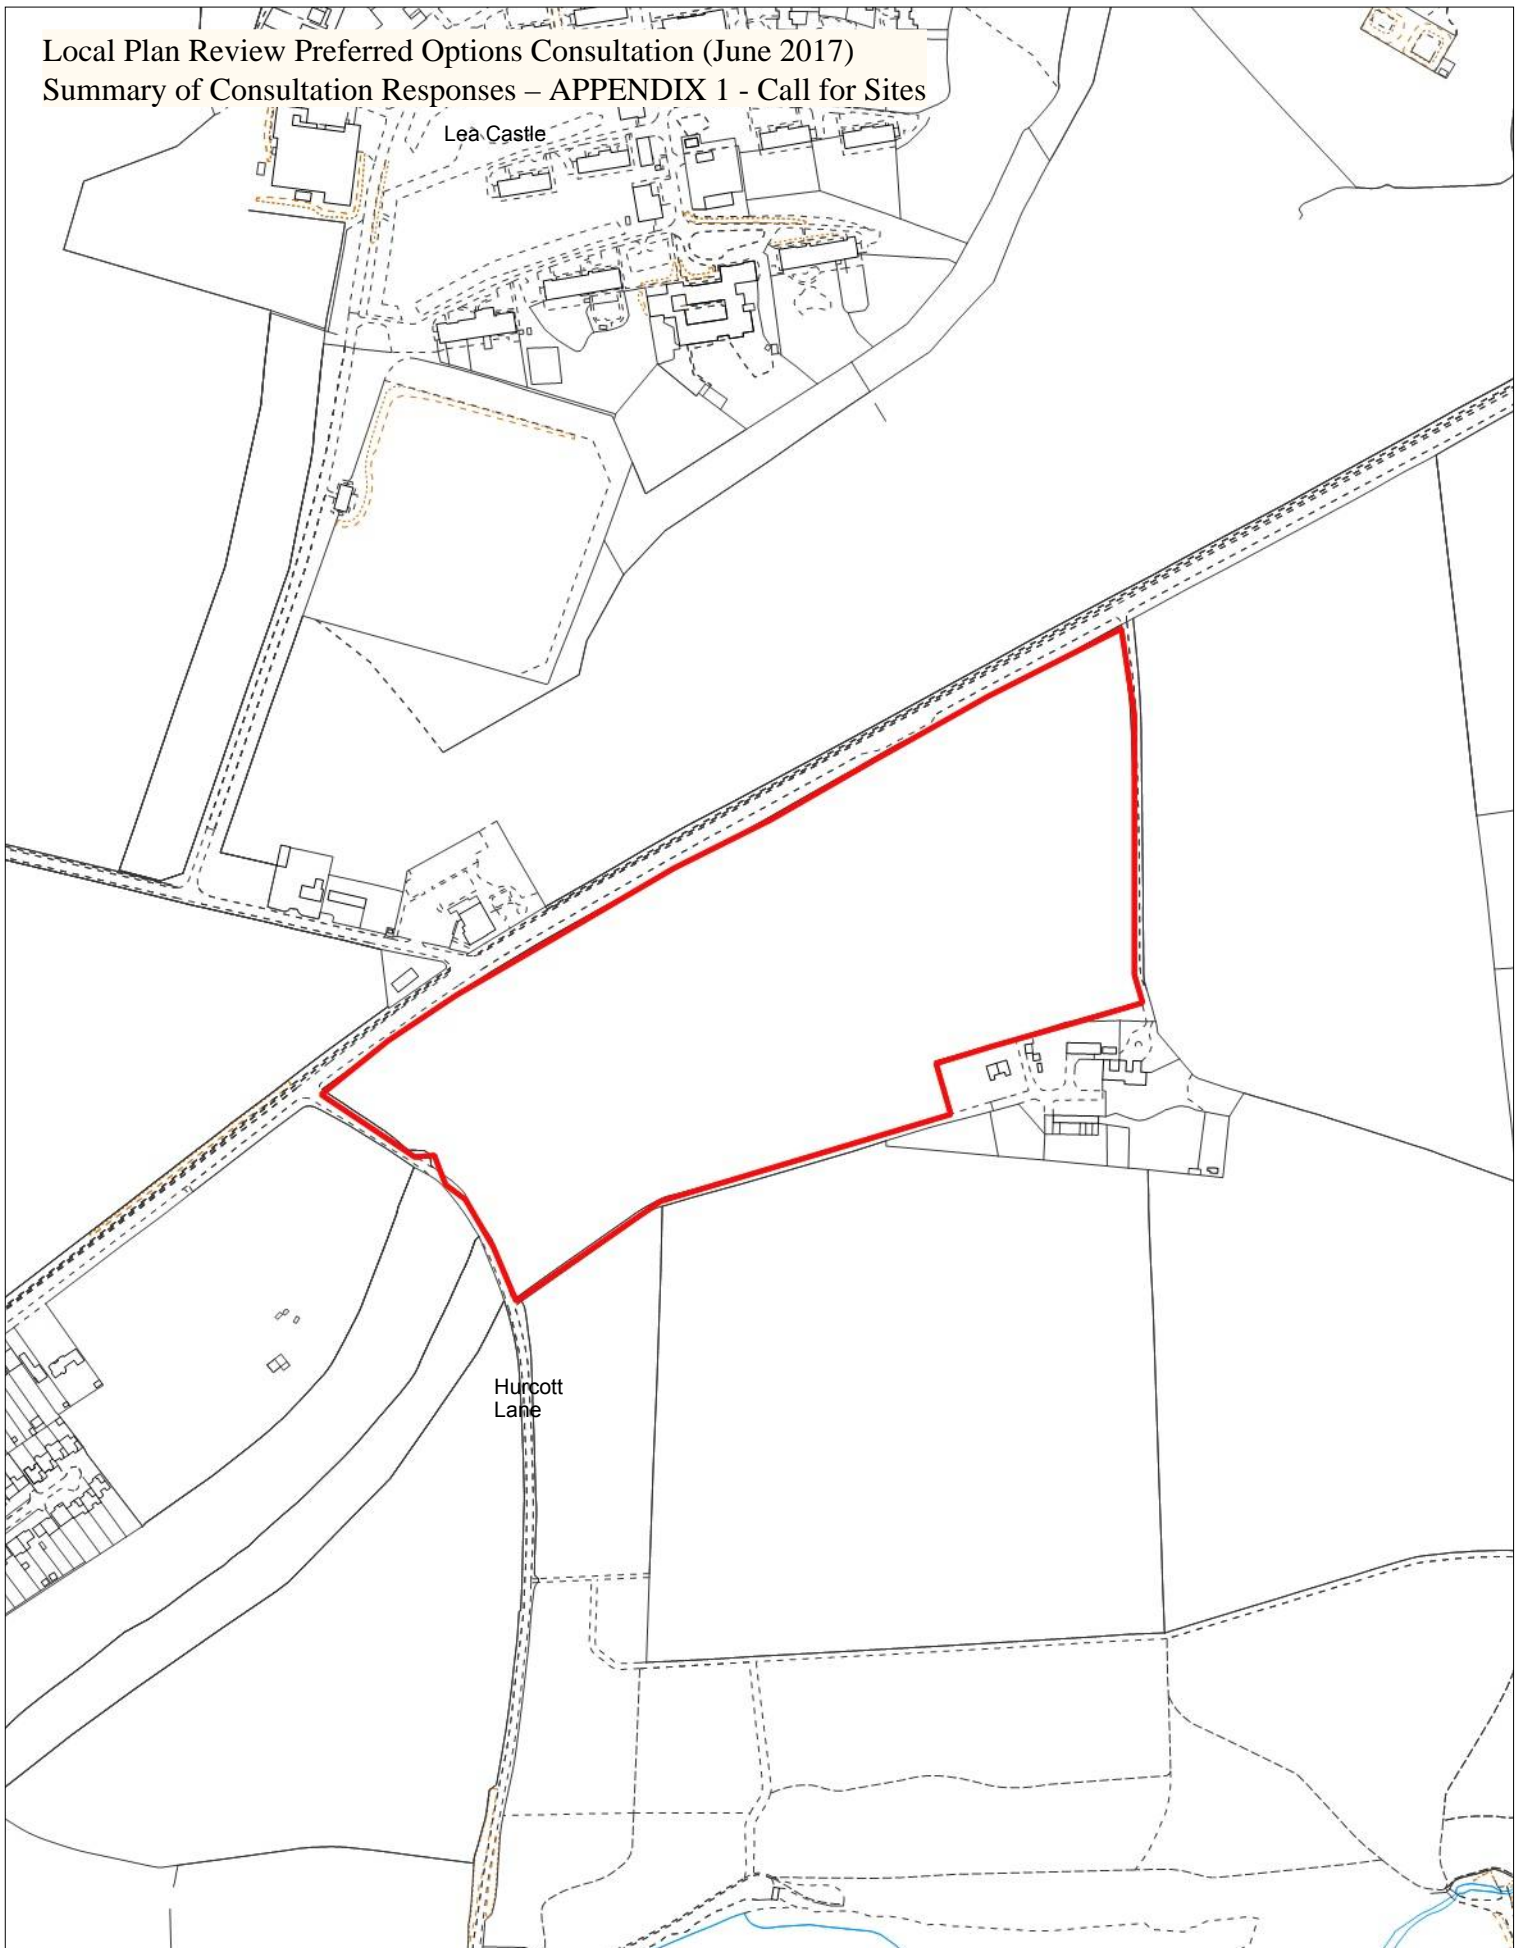 Local Plan Review Preferred Options Consultation (June 2017)
Summary of Consultation Responses – APPENDIX 1 - Call for Sites
Lea Castle
Hurcott
Lane